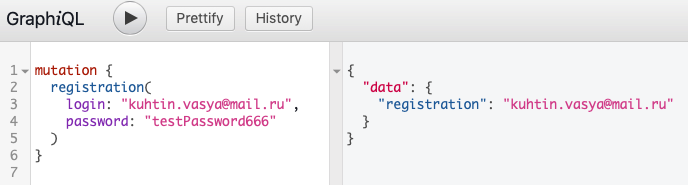 GraphiQL Prettify History
1 mutation {
2 registration(
3 login: "kuhtin.vasya@mail.ru",
4 password: "testPassword666"
5 )
6 }
7
{
"data": {
"registration": "kuhtin.vasya@mail.ru"
}
}